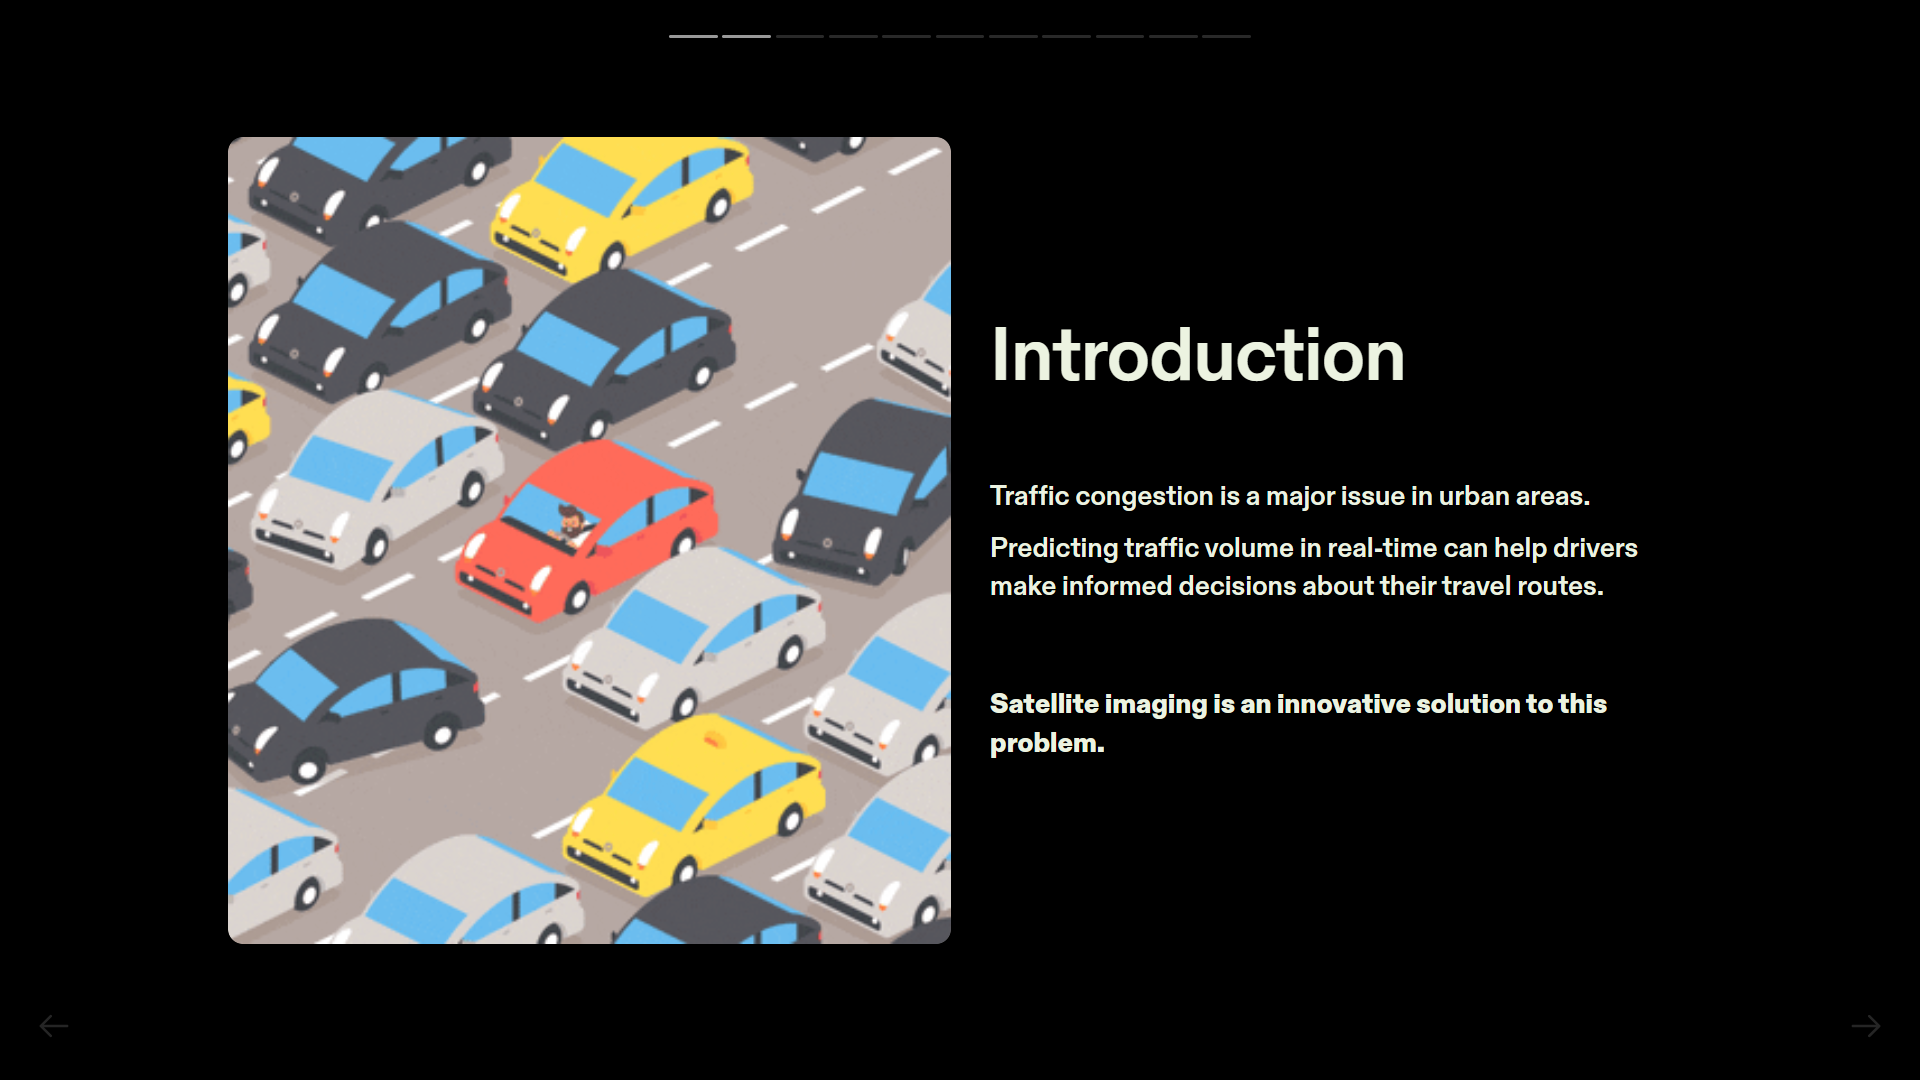 Introduction
Traffic congestion is a major issue in urban areas.
Predicting traffic volume in real-time can help drivers
make informed decisions about their travel routes.
Satellite imaging is an innovative solution to this
problem.